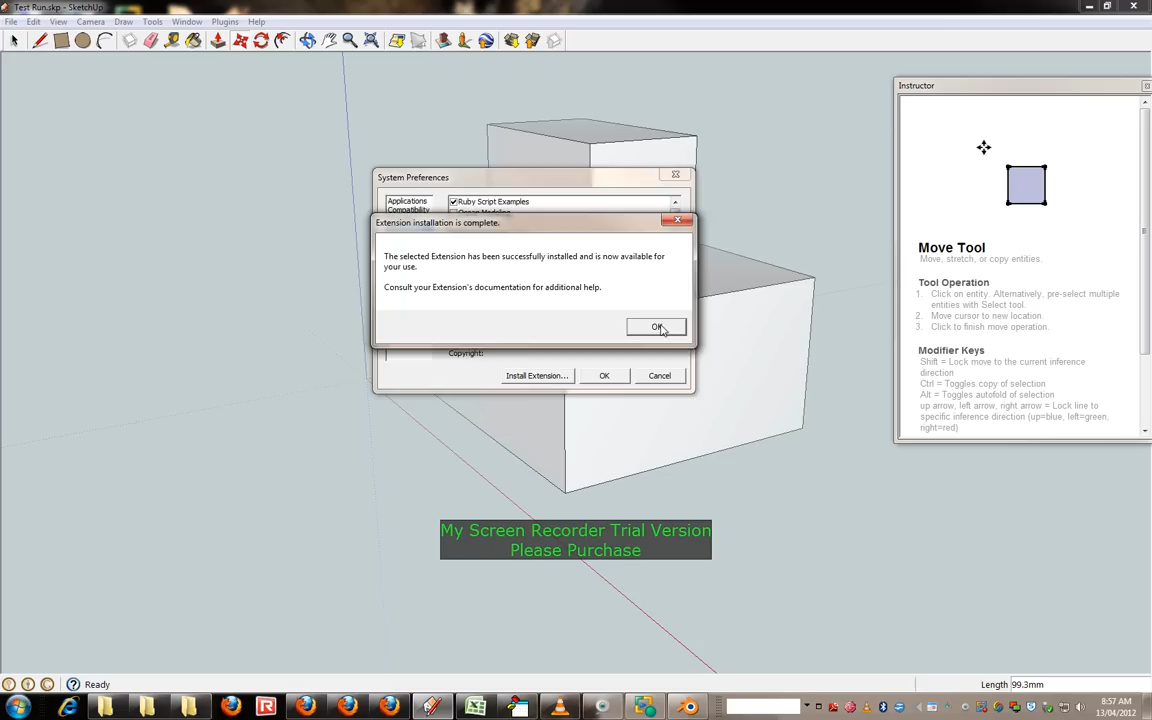 Test Run.skp - SketchUp
File Edit View Camera Draw Tools Window Plugins Help
Instructor
System Preferences
Applications
Compatibility
Ruby Script Examples
Extension installation is complete.
The selected Extension has been successfully installed and is now available for
your use.
Consult your Extension's documentation for additional help.
OK
Copyright:
Install Extension... OK Cancel
Move Tool
Move, stretch, or copy entities.
Tool Operation
1. Click on entity. Alternatively, pre-select multiple
entities with Select tool.
2. Move cursor to new location.
3. Click to finish move operation.
Modifier Keys
Shift = Lock move to the current inference
direction
Ctrl = Toggles copy of selection
Alt = Toggles autofold of selection
up arrow, left arrow, right arrow = Lock line to
specific inference direction (up=blue, left=green,
right=red)
My Screen Recorder Trial Version
Please Purchase
Ready
Length 99.3mm
8:57 AM
13/04/2012